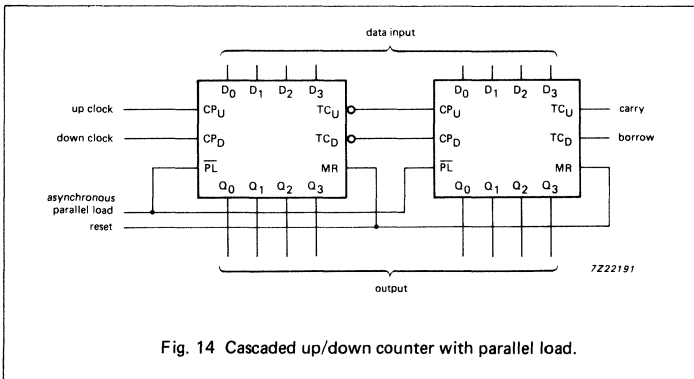 data input
D0 D1 D2 D3 D0 D1 D2 D3
up clock CPU TCU CPU TCU carry
down clock CPD TCD CPD TCD borrow
PL MR PL MR
Q0 Q1 Q2 Q3 Q0 Q1 Q2 Q3
asynchronous
parallel load
reset
7Z22191
output
Fig. 14 Cascaded up/down counter with parallel load.